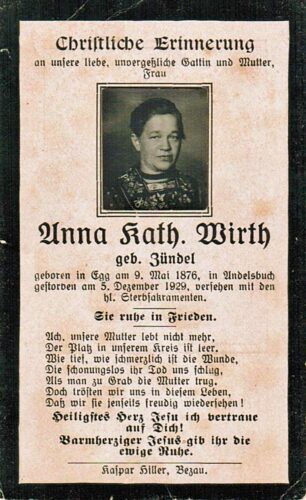 Christliche Erinnerung
an unsere liebe, unvergeßliche Gattin und Mutter,
Frau
Anna Kath. Wirth
geb. Zündel
geboren in Egg am 9. Mai 1876, in Andelsbuch
gestorben am 5. Dezember 1929, versehen mit den
hl. Sterbsakramenten.
Sie ruhe in Frieden.
Ach, unsere Mutter lebt nicht mehr,
Der Platz in unserem Kreis ist leer.
Wie tief, wie schmerzlich ist die Wunde,
Die schonungslos ihr Tod uns schlug,
Als man zu Grab die Mutter trug.
Doch trösten wir uns in diesem Leben,
Daß wir sie jenseits freudig wiedersehen!
Heiligstes Herz Jesu ich vertraue
auf Dich!
Barmherziger Jesus gib ihr die
ewige Ruhe.
Kaspar Hiller, Bezau.